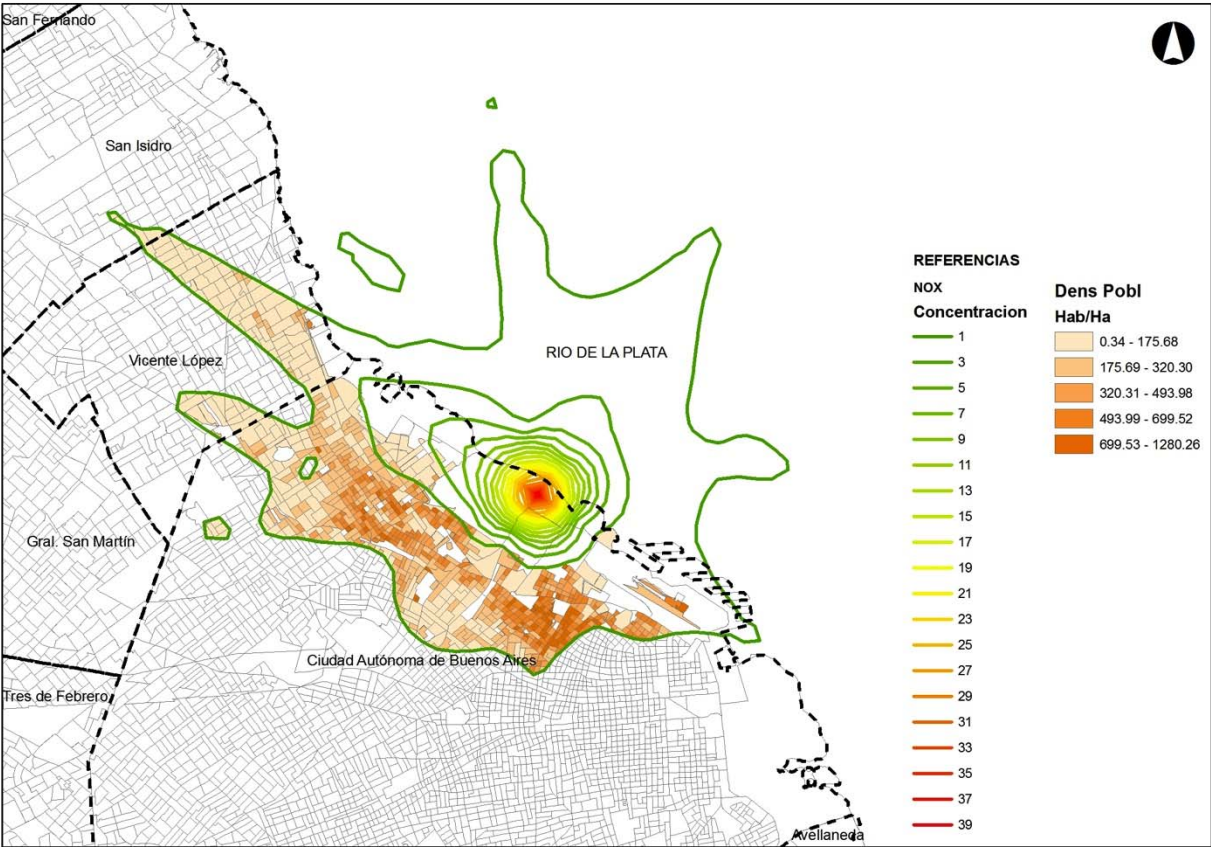 San Fernando
San Isidro
Vicente López
RIO DE LA PLATA
Gral. San Martín
Ciudad Autónoma de Buenos Aires
Tres de Febrero
Avellaneda
REFERENCIAS
NOX
Concentracion
1
3
5
7
9
11
13
15
17
19
21
23
25
27
29
31
33
35
37
39
Dens Pobl
Hab/Ha
0.34 - 175.68
175.69 - 320.30
320.31 - 493.98
493.99 - 699.52
699.53 - 1280.26